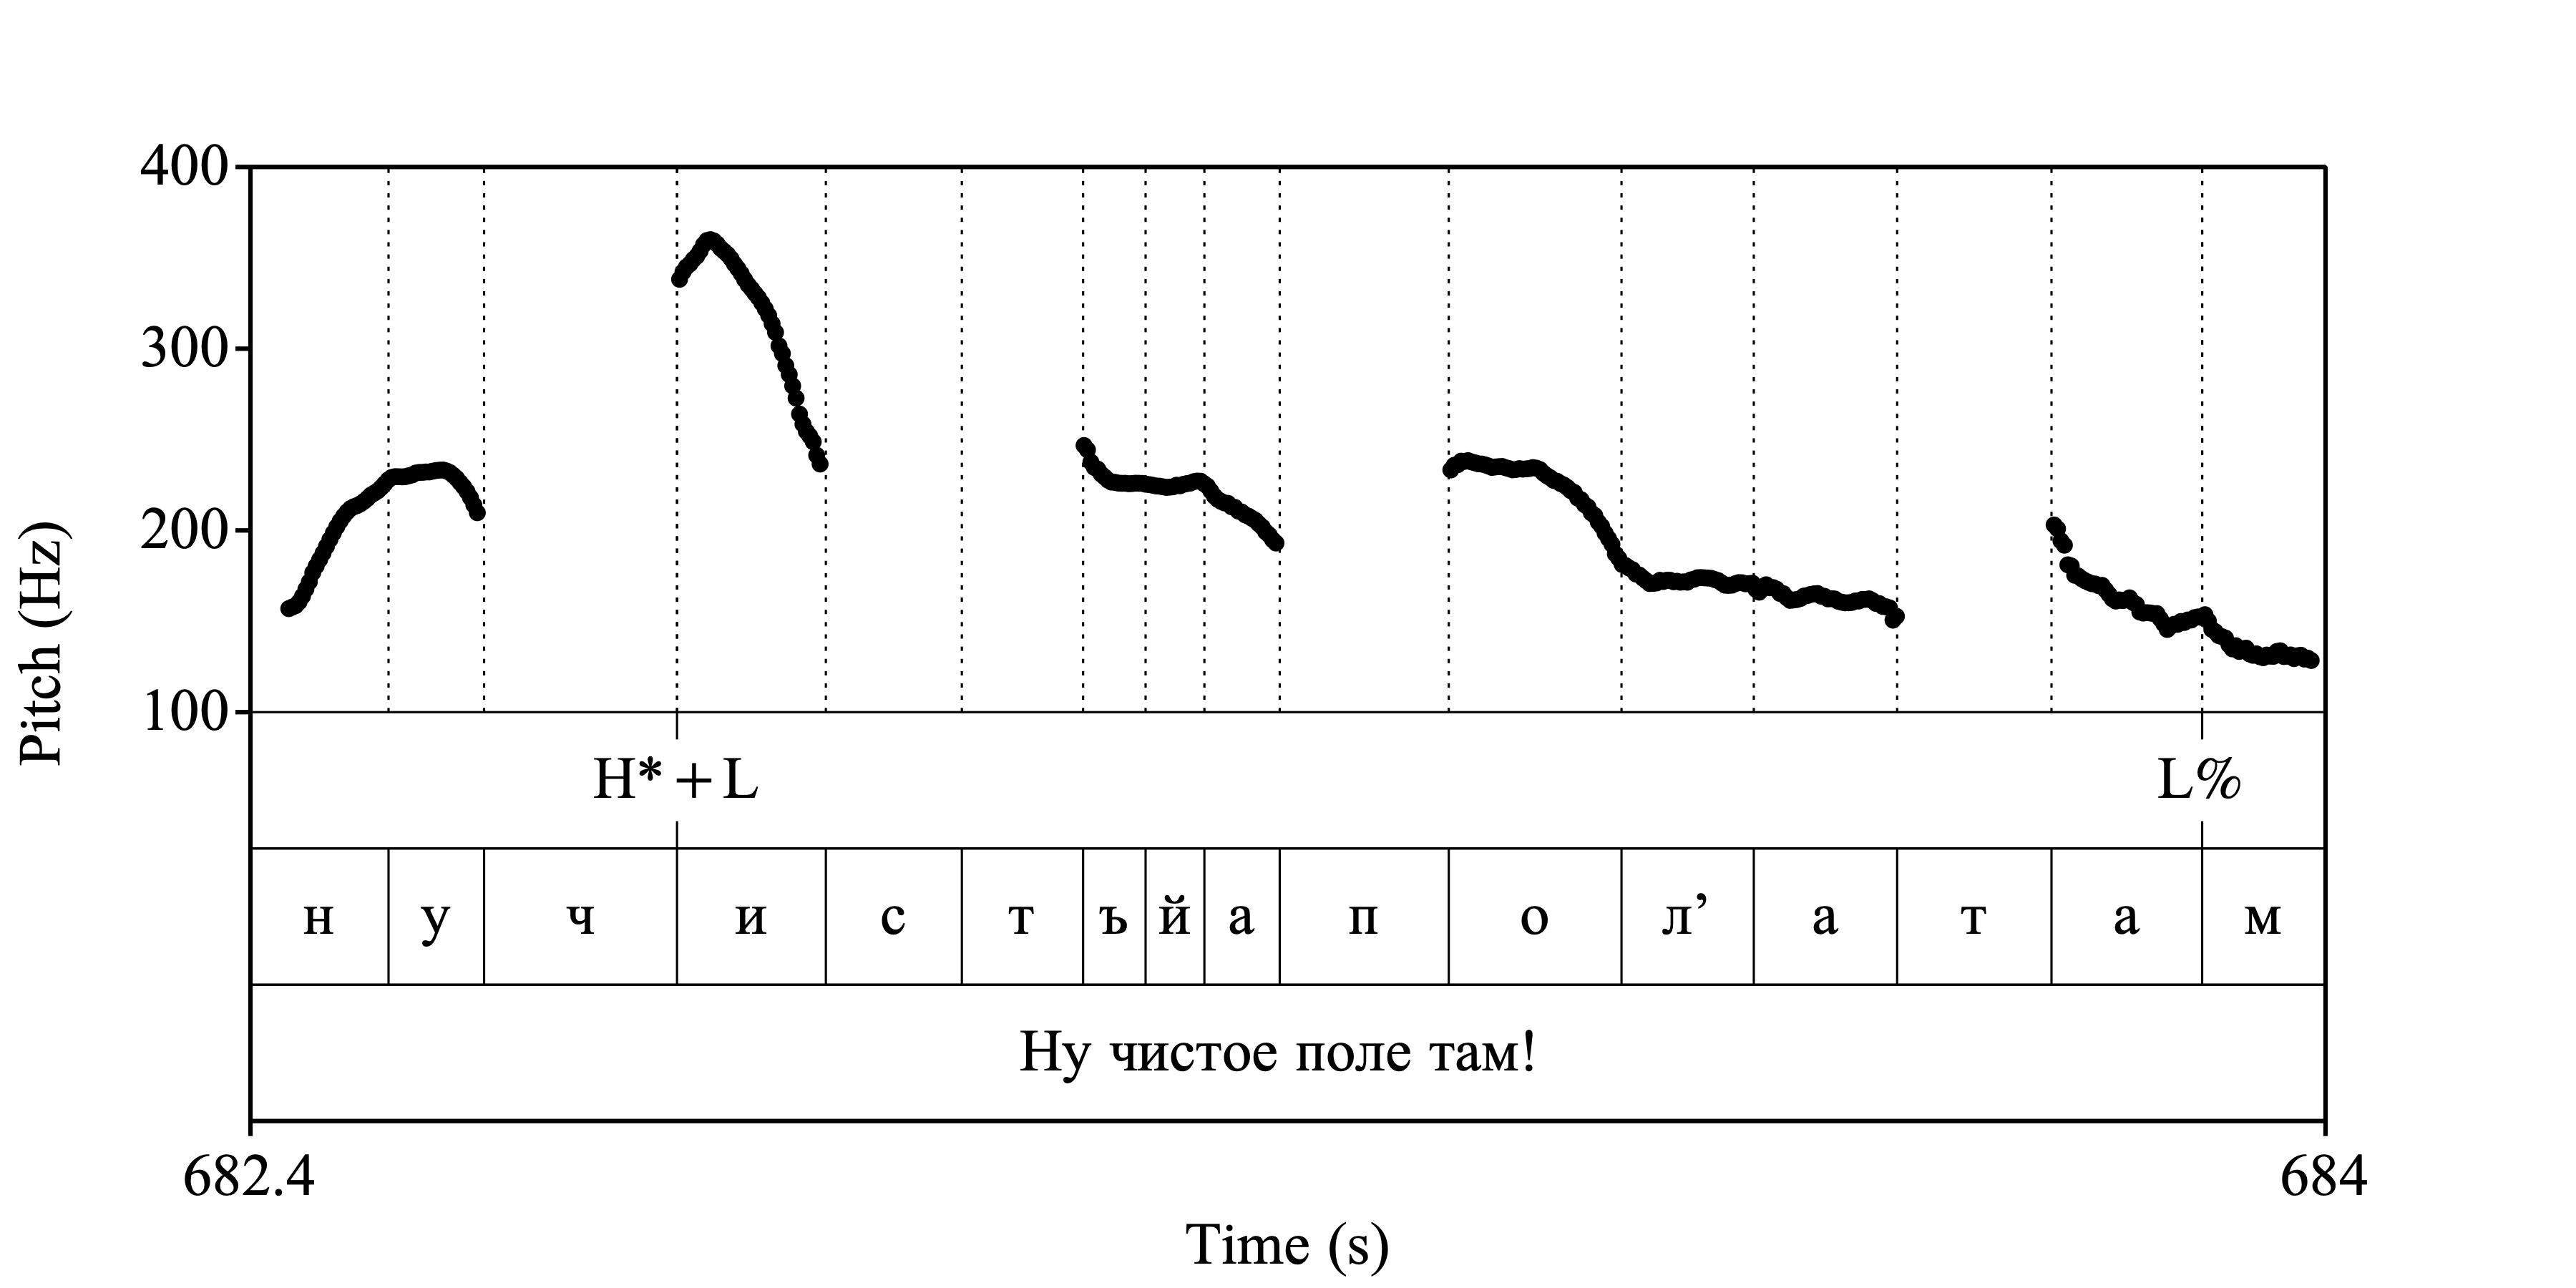 400
300
200
100
Pitch (Hz)
H* + L L%
н у ч и с т ъ й а п о л’ а т а м
Ну чистое поле там!
682.4 684
Time (s)